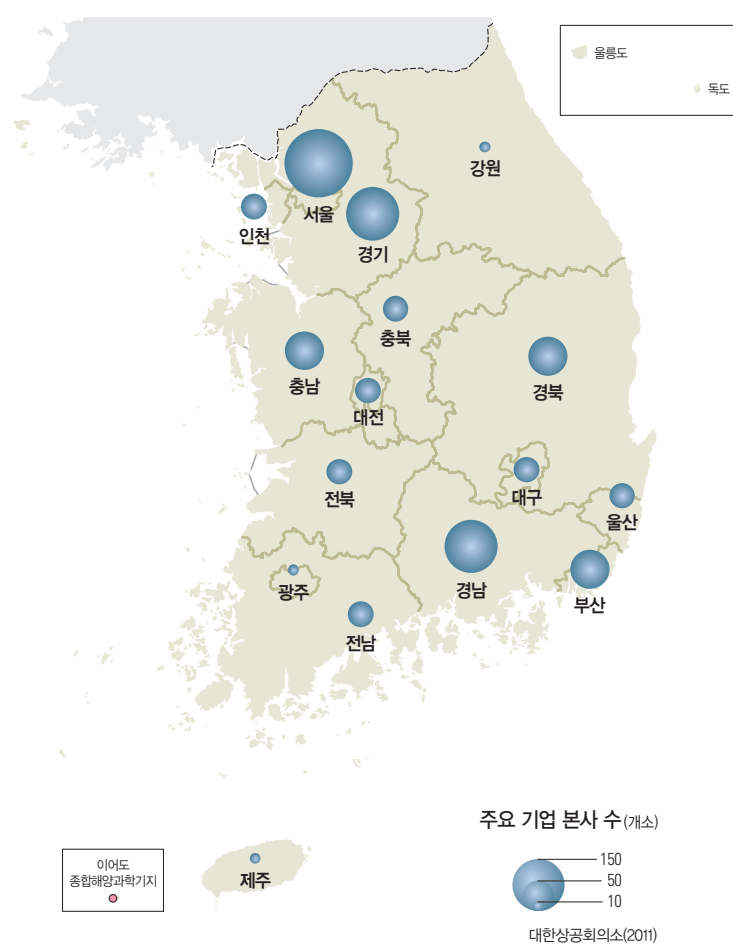 울릉도
독도
강원
서울
인천
경기
충북
충남
경북
대전
전북
대구
울산
경남
광주
부산
전남
제주
이어도
종합해양과학기지
주요 기업 본사 수(개소)
150
50
10
대한상공회의소(2011)